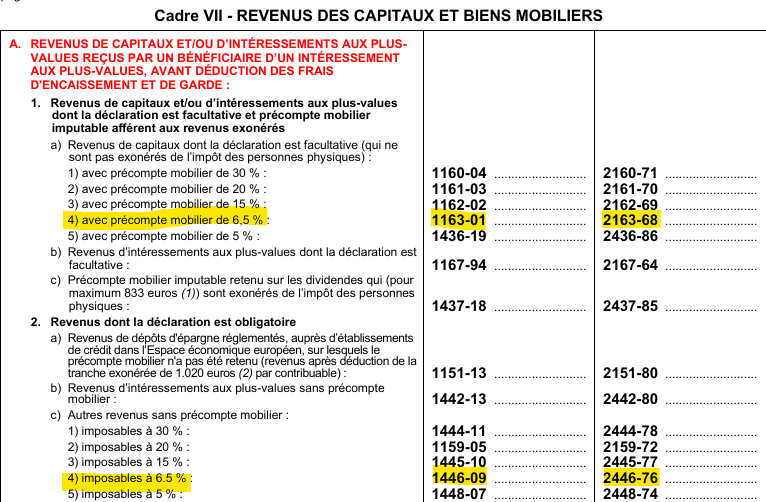 Cadre VII - REVENUS DES CAPITAUX ET BIENS MOBILIERS
A. REVENUS DE CAPITAUX ET/OU D'INTÉRESSEMENTS AUX PLUS-
VALUES REÇUS PAR UN BÉNÉFICIAIRE D'UN INTÉRESSEMENT
AUX PLUS-VALUES, AVANT DÉDUCTION DES FRAIS
D'ENCAISSEMENT ET DE GARDE :
1. Revenus de capitaux et/ou d'intéressements aux plus-values
dont la déclaration est facultative et précompte mobilier
imputable afférent aux revenus exonérés
a) Revenus de capitaux dont la déclaration est facultative (qui ne
sont pas exonérés de l'impôt des personnes physiques) :
1) avec précompte mobilier de 30 % : 1160-04 ............................ 2160-71 ............................
2) avec précompte mobilier de 20 % : 1161-03 ............................ 2161-70 ............................
3) avec précompte mobilier de 15 % : 1162-02 ............................ 2162-69 ............................
4) avec précompte mobilier de 6,5 % : 1163-01 ............................ 2163-68 ............................
5) avec précompte mobilier de 5 % : 1436-19 ............................ 2436-86 ............................
b) Revenus d'intéressements aux plus-values dont la déclaration est
facultative : 1167-94 ............................ 2167-64 ............................
c) Précompte mobilier imputable retenu sur les dividendes qui (pour
maximum 833 euros (1)) sont exonérés de l'impôt des personnes
physiques : 1437-18 ............................ 2437-85 ............................
2. Revenus dont la déclaration est obligatoire
a) Revenus de dépôts d'épargne réglementés, auprès d'établissements
de crédit dans l'Espace économique européen, sur lesquels le
précompte mobilier n'a pas été retenu (revenus après déduction de la
tranche exonérée de 1.020 euros (2) par contribuable) : 1151-13 ............................ 2151-80 ............................
b) Revenus d'intéressements aux plus-values sans précompte
mobilier : 1442-13 ............................ 2442-80 ............................
c) Autres revenus sans précompte mobilier :
1) imposables à 30 % : 1444-11 ............................ 2444-78 ............................
2) imposables à 20 % : 1159-05 ............................ 2159-72 ............................
3) imposables à 15 % : 1445-10 ............................ 2445-77 ............................
4) imposables à 6.5 % : 1446-09 ............................ 2446-76 ............................
5) imposables à 5 % : 1448-07 ............................ 2448-74 ............................